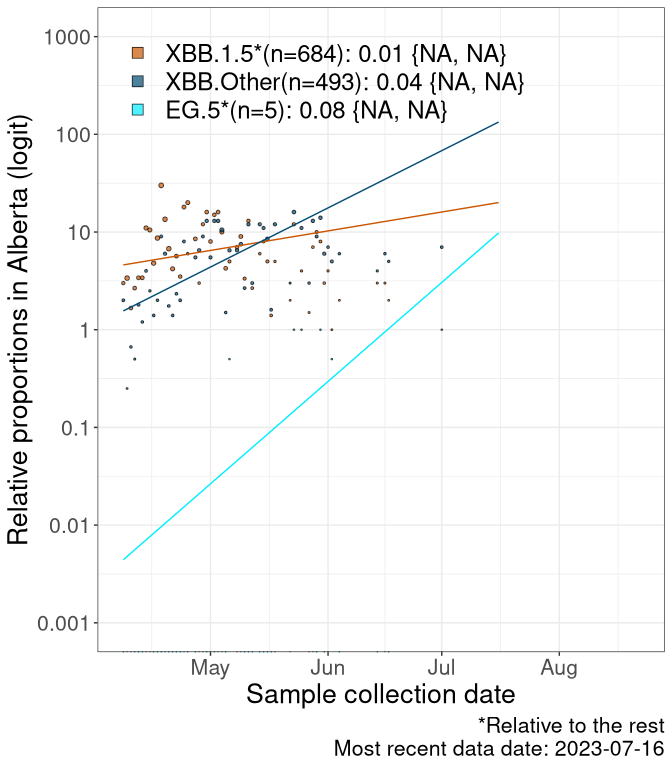 XBB.1.5*(n=684): 0.01 {NA, NA}
XBB.Other(n=493): 0.04 {NA, NA}
EG.5*(n=5): 0.08 {NA, NA}
Relative proportions in Alberta (logit)
1000
100
10
1
0.1
0.01
0.001
May Jun Jul Aug
Sample collection date
*Relative to the rest
Most recent data date: 2023-07-16